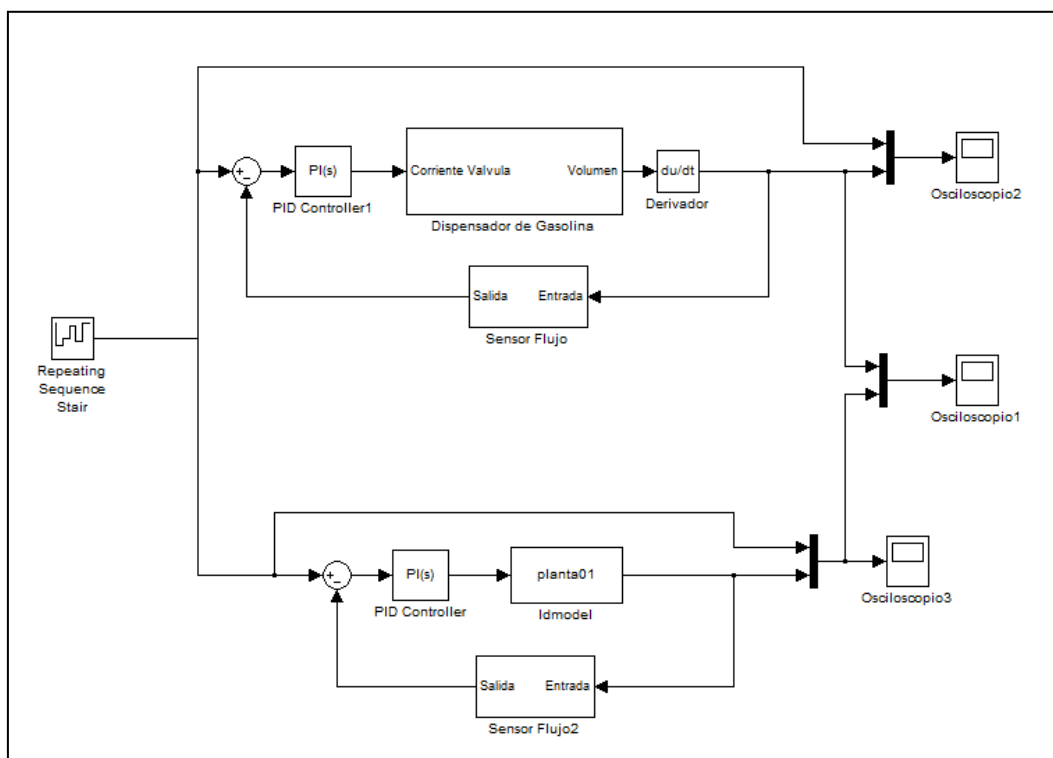 PI(s)
PID Controller1
Corriente Valvula
Volumen
Dispensador de Gasolina
du/dt
Derivador
Osciloscopio2
Salida
Entrada
Sensor Flujo
Repeating
Sequence
Stair
Osciloscopio1
PI(s)
PID Controller
planta01
Idmodel
Osciloscopio3
Salida
Entrada
Sensor Flujo2